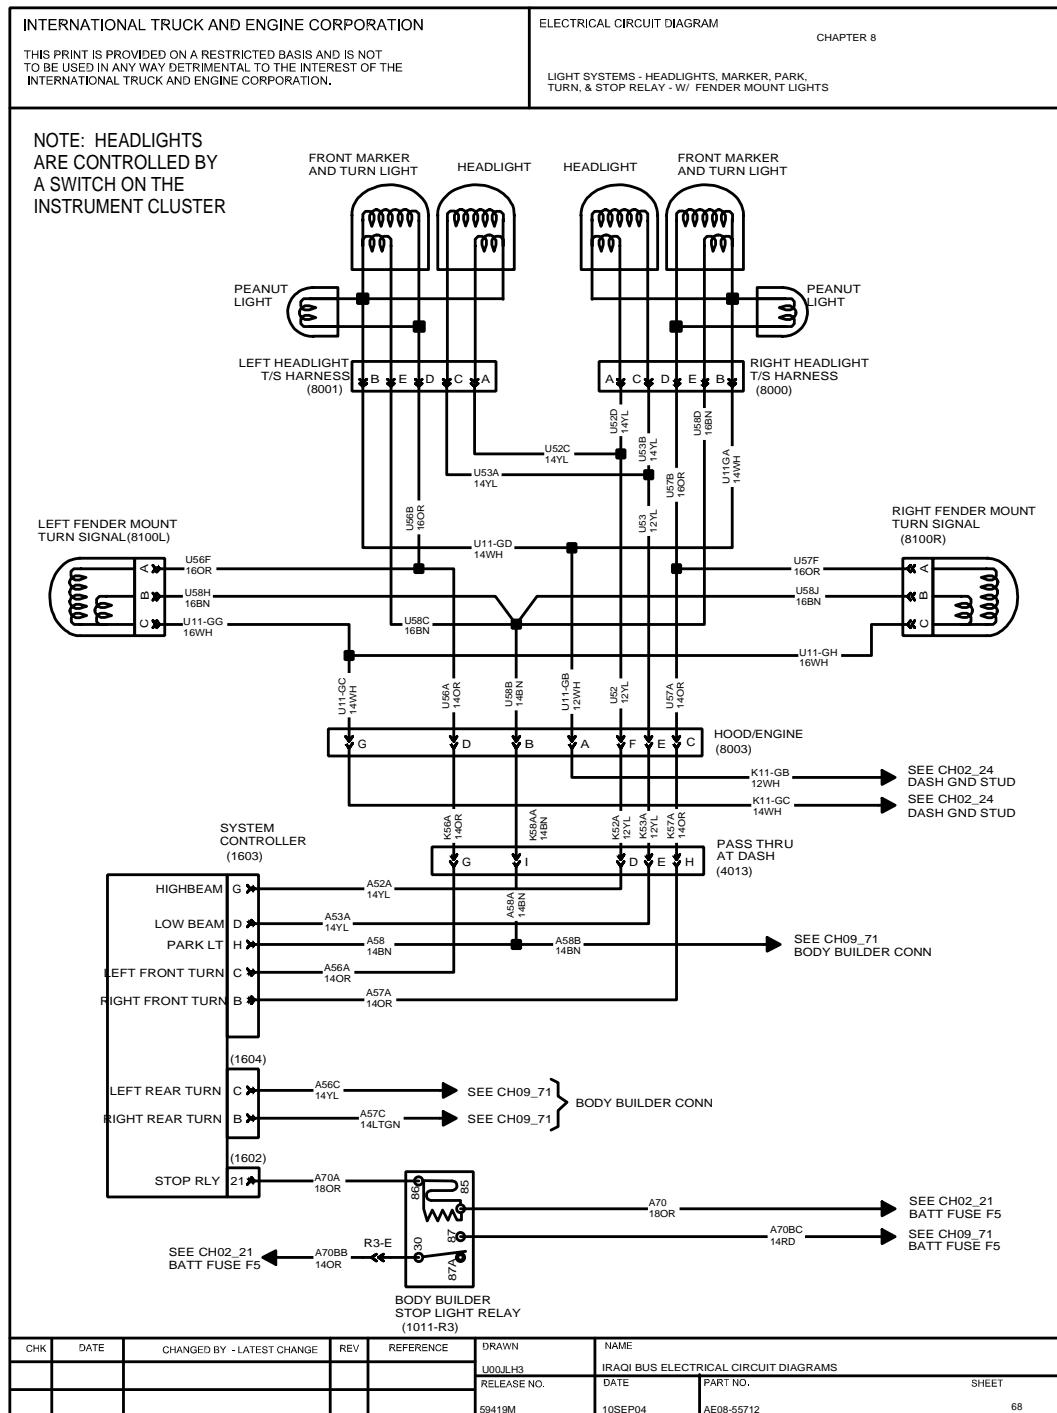 INTERNATIONAL TRUCK AND ENGINE CORPORATION
THIS PRINT IS PROVIDED ON A RESTRICTED BASIS AND IS NOT
TO BE USED IN ANY WAY DETRIMENTAL TO THE INTEREST OF THE
INTERNATIONAL TRUCK AND ENGINE CORPORATION.
ELECTRICAL CIRCUIT DIAGRAM
CHAPTER 8
LIGHT SYSTEMS - HEADLIGHTS, MARKER, PARK,
TURN, & STOP RELAY - W/ FENDER MOUNT LIGHTS
NOTE: HEADLIGHTS
ARE CONTROLLED BY
A SWITCH ON THE
INSTRUMENT CLUSTER
FRONT MARKER
AND TURN LIGHT
HEADLIGHT
HEADLIGHT
FRONT MARKER
AND TURN LIGHT
PEANUT
LIGHT
PEANUT
LIGHT
LEFT HEADLIGHT
T/S HARNESS
(8001)
B E D C A
A C D E B
RIGHT HEADLIGHT
T/S HARNESS
(8000)
U52D
14YL
U53B
14YL
U58D
16BN
U11GA
14WH
U57B
16OR
U52C
14YL
U53A
14YL
U56B
16OR
U53
12YL
U11-GD
14WH
LEFT FENDER MOUNT
TURN SIGNAL(8100L)
A
B
C
U56F
16OR
U58H
16BN
U11-GG
16WH
U58C
16BN
RIGHT FENDER MOUNT
TURN SIGNAL
(8100R)
A
B
C
U57F
16OR
U58J
16BN
U11-GH
16WH
U11-GC
14WH
U56A
14OR
U58B
14BN
U11-GB
12WH
U52
12YL
U57A
14OR
G D B A F E C
HOOD/ENGINE
(8003)
K11-GB
12WH
SEE CH02_24
DASH GND STUD
K11-GC
14WH
SEE CH02_24
DASH GND STUD
K56A
14OR
K58AA
14BN
K52A
12YL
K53A
12YL
K57A
14OR
G I D E H
PASS THRU
AT DASH
(4013)
SYSTEM
CONTROLLER
(1603)
HIGHBEAM G
A52A
14YL
A58A
14BN
LOW BEAM D
A53A
14YL
PARK LT H
A58
14BN
A58B
14BN
SEE CH09_71
BODY BUILDER CONN
LEFT FRONT TURN C
A56A
14OR
RIGHT FRONT TURN B
A57A
14OR
(1604)
LEFT REAR TURN C
A56C
14YL
SEE CH09_71
RIGHT REAR TURN B
A57C
14LTGN
SEE CH09_71
BODY BUILDER CONN
(1602)
STOP RLY 21
A70A
18OR
86
85
30
87
87A
A70
18OR
SEE CH02_21
BATT FUSE F5
A70BC
14RD
SEE CH09_71
BATT FUSE F5
SEE CH02_21
BATT FUSE F5
A70BB
14OR
R3-E
BODY BUILDER
STOP LIGHT RELAY
(1011-R3)
CHK DATE CHANGED BY - LATEST CHANGE REV REFERENCE
DRAWN
U00JLH3
NAME
IRAQI BUS ELECTRICAL CIRCUIT DIAGRAMS
RELEASE NO.
59419M
DATE
10SEP04
PART NO.
AE08-55712
SHEET
68